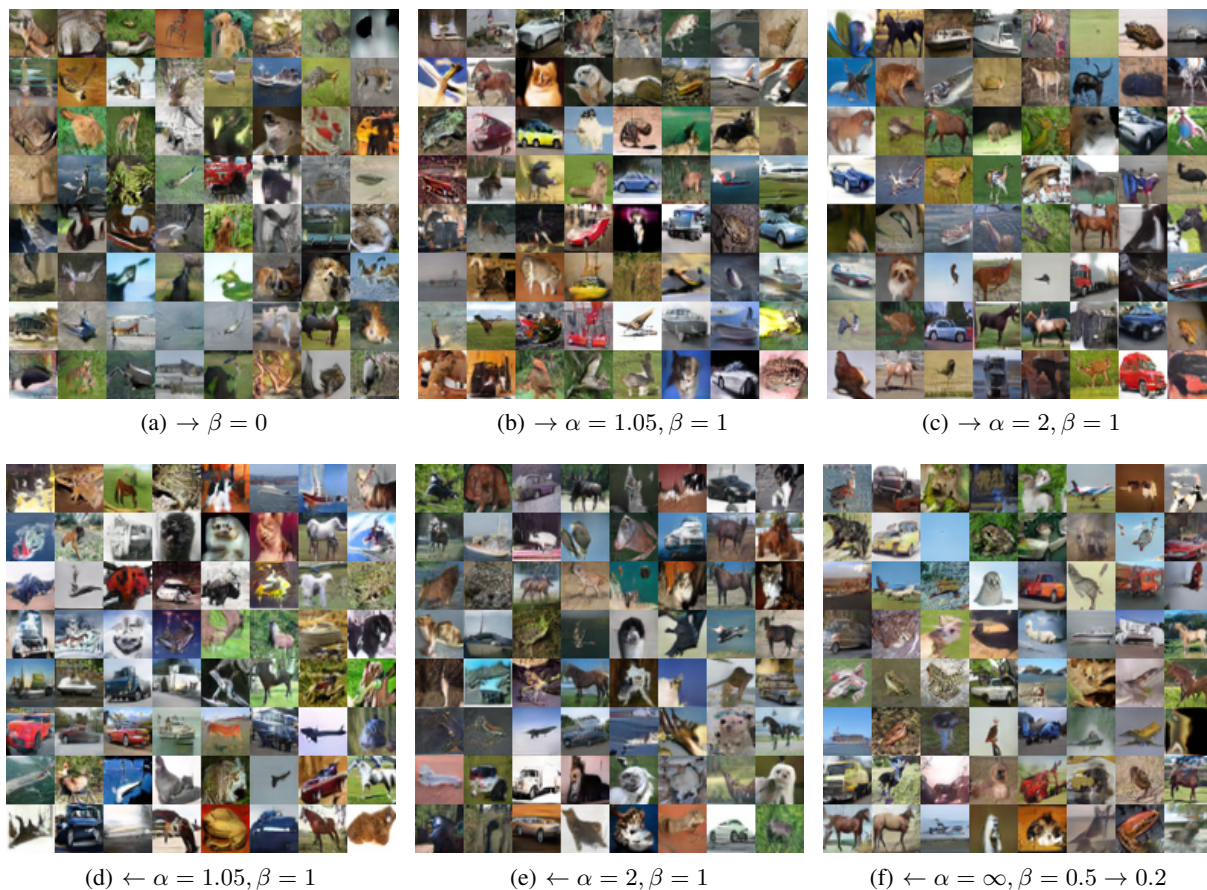 (a) → β = 0
(b) → α = 1.05, β = 1
(c) → α = 2, β = 1
(d) ← α = 1.05, β = 1
(e) ← α = 2, β = 1
(f) ← α = ∞, β = 0.5 → 0.2